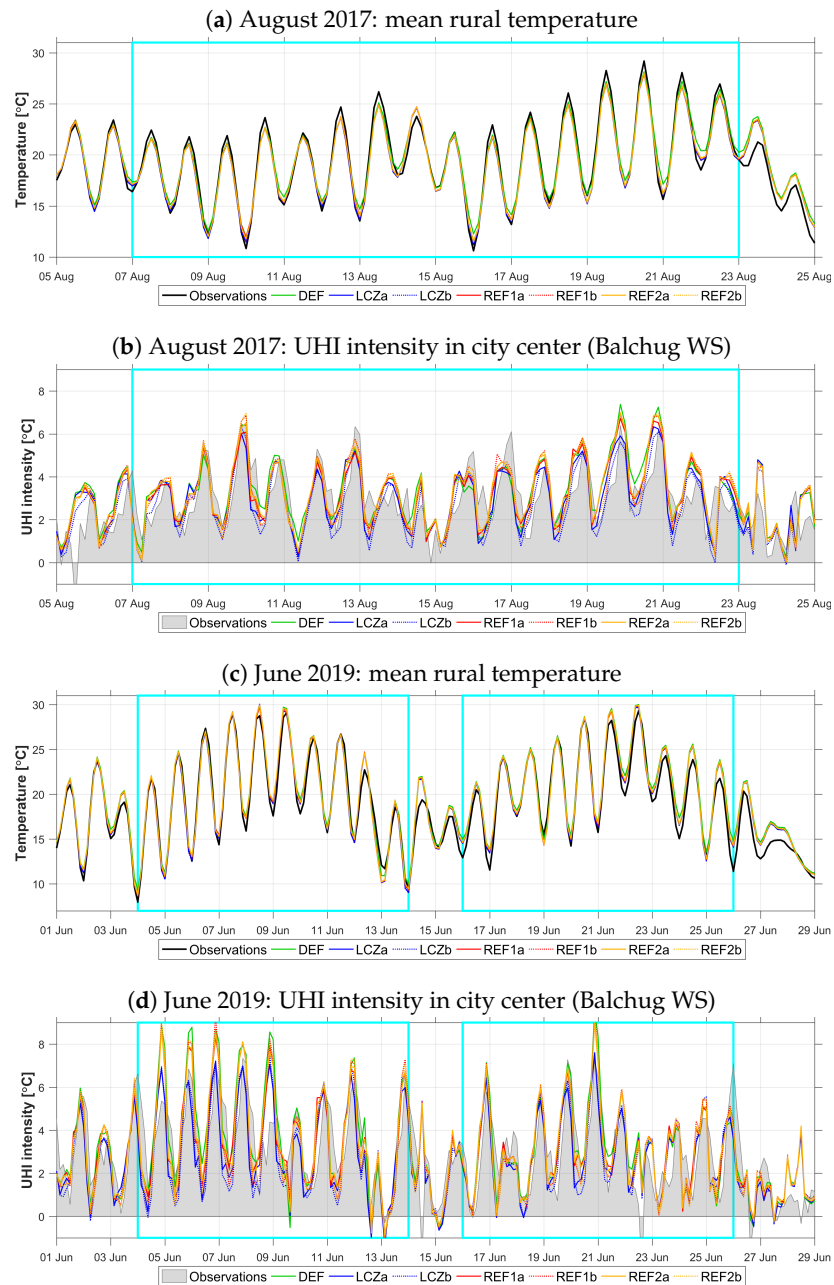 (a) August 2017: mean rural temperature
Temperature [°C]
30
25
20
15
10
05 Aug 07 Aug 09 Aug 11 Aug 13 Aug 15 Aug 17 Aug 19 Aug 21 Aug 23 Aug 25 Aug
Observations DEF LCZa LCZb REF1a REF1b REF2a REF2b
(b) August 2017: UHI intensity in city center (Balchug WS)
UHI intensity [°C]
8
6
4
2
0
05 Aug 07 Aug 09 Aug 11 Aug 13 Aug 15 Aug 17 Aug 19 Aug 21 Aug 23 Aug 25 Aug
Observations DEF LCZa LCZb REF1a REF1b REF2a REF2b
(c) June 2019: mean rural temperature
Temperature [°C]
30
25
20
15
10
01 Jun 03 Jun 05 Jun 07 Jun 09 Jun 11 Jun 13 Jun 15 Jun 17 Jun 19 Jun 21 Jun 23 Jun 25 Jun 27 Jun 29 Jun
Observations DEF LCZa LCZb REF1a REF1b REF2a REF2b
(d) June 2019: UHI intensity in city center (Balchug WS)
UHI intensity [°C]
8
6
4
2
0
01 Jun 03 Jun 05 Jun 07 Jun 09 Jun 11 Jun 13 Jun 15 Jun 17 Jun 19 Jun 21 Jun 23 Jun 25 Jun 27 Jun 29 Jun
Observations DEF LCZa LCZb REF1a REF1b REF2a REF2b